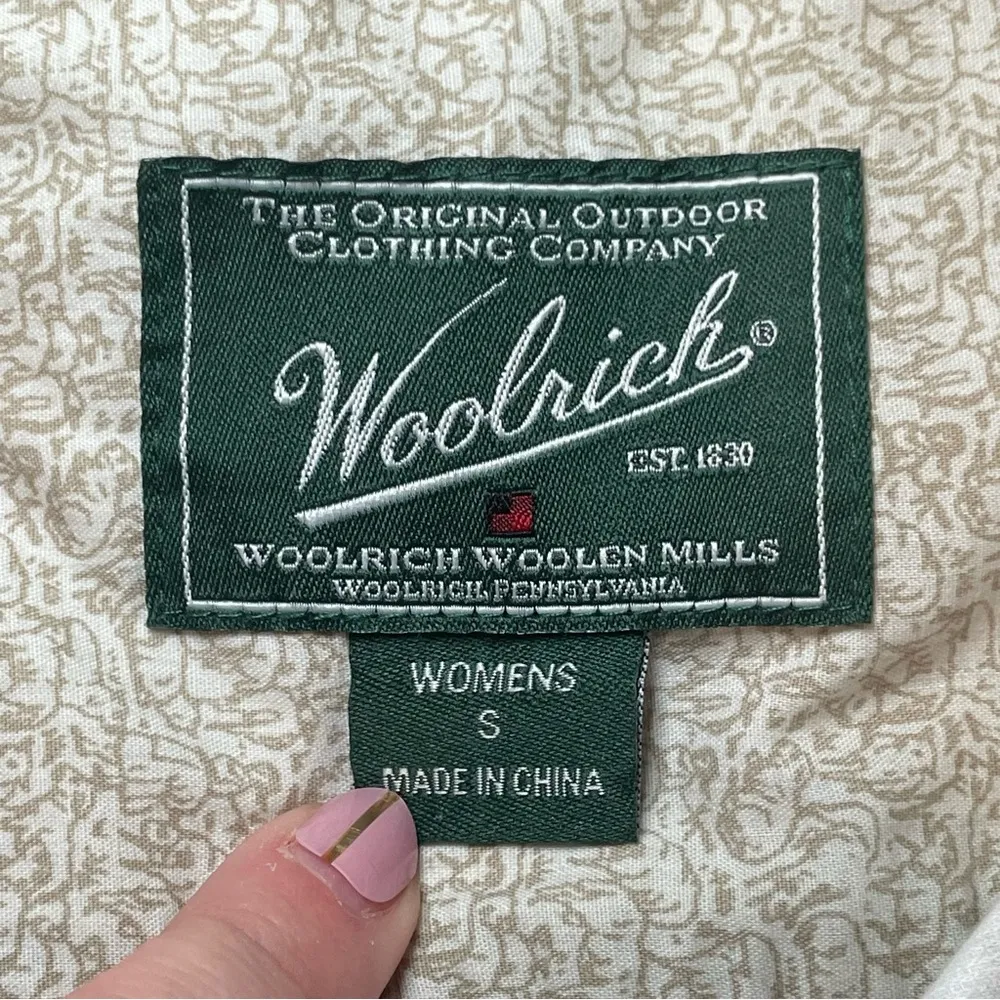 THE ORIGINAL OUTDOOR
CLOTHING COMPANY
Woolrich®
EST. 1830
WOOLRICH WOOLEN MILLS
WOOLRICH, PENNSYLVANIA
WOMENS
S
MADE IN CHINA